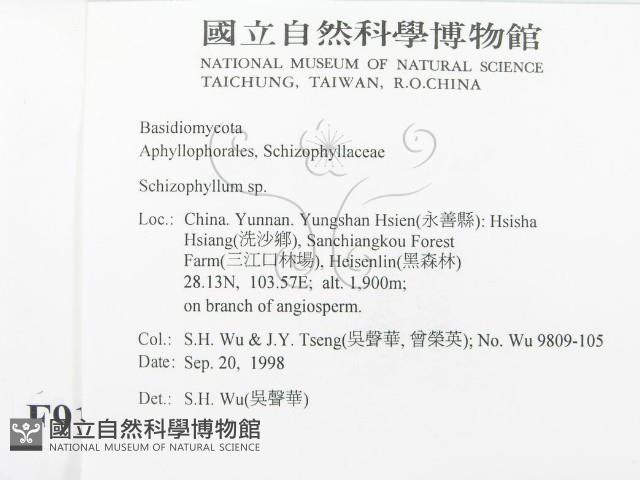 國立自然科學博物館
NATIONAL MUSEUM OF NATURAL SCIENCE
TAICHUNG, TAIWAN, R.O.CHINA
Basidiomycota
Aphyllophorales, Schizophyllaceae
Schizophyllum sp.
Loc.: China. Yunnan. Yungshan Hsien(永善縣): Hsisha
Hsiang(洗沙鄉), Sanchiangkou Forest
Farm(三江口林場), Heisenlin(黑森林)
28.13N, 103.57E; alt. 1,900m;
on branch of angiosperm.
Col.: S.H. Wu & J.Y. Tseng(吳聲華, 曾榮英); No. Wu 9809-105
Date: Sep. 20, 1998
Det.: S.H. Wu(吳聲華)
國立自然科學博物館
NATIONAL MUSEUM OF NATURAL SCIENCE